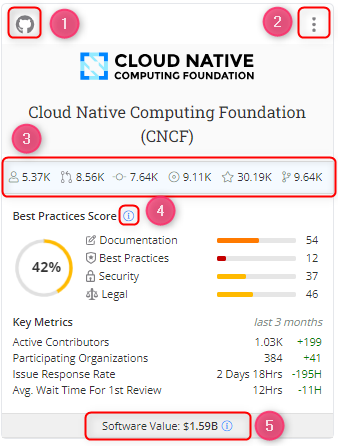 1
2
CLOUD NATIVE
COMPUTING FOUNDATION
Cloud Native Computing Foundation
(CNCF)
3
5.37K 8.56K 7.64K 9.11K 30.19K 9.64K
Best Practices Score
4
42%
Documentation 54
Best Practices 12
Security 37
Legal 46
Key Metrics last 3 months
Active Contributors 1.03K +199
Participating Organizations 384 +41
Issue Response Rate 2 Days 18Hrs -195H
Avg. Wait Time For 1st Review 12Hrs -11H
Software Value: $1.59B
5